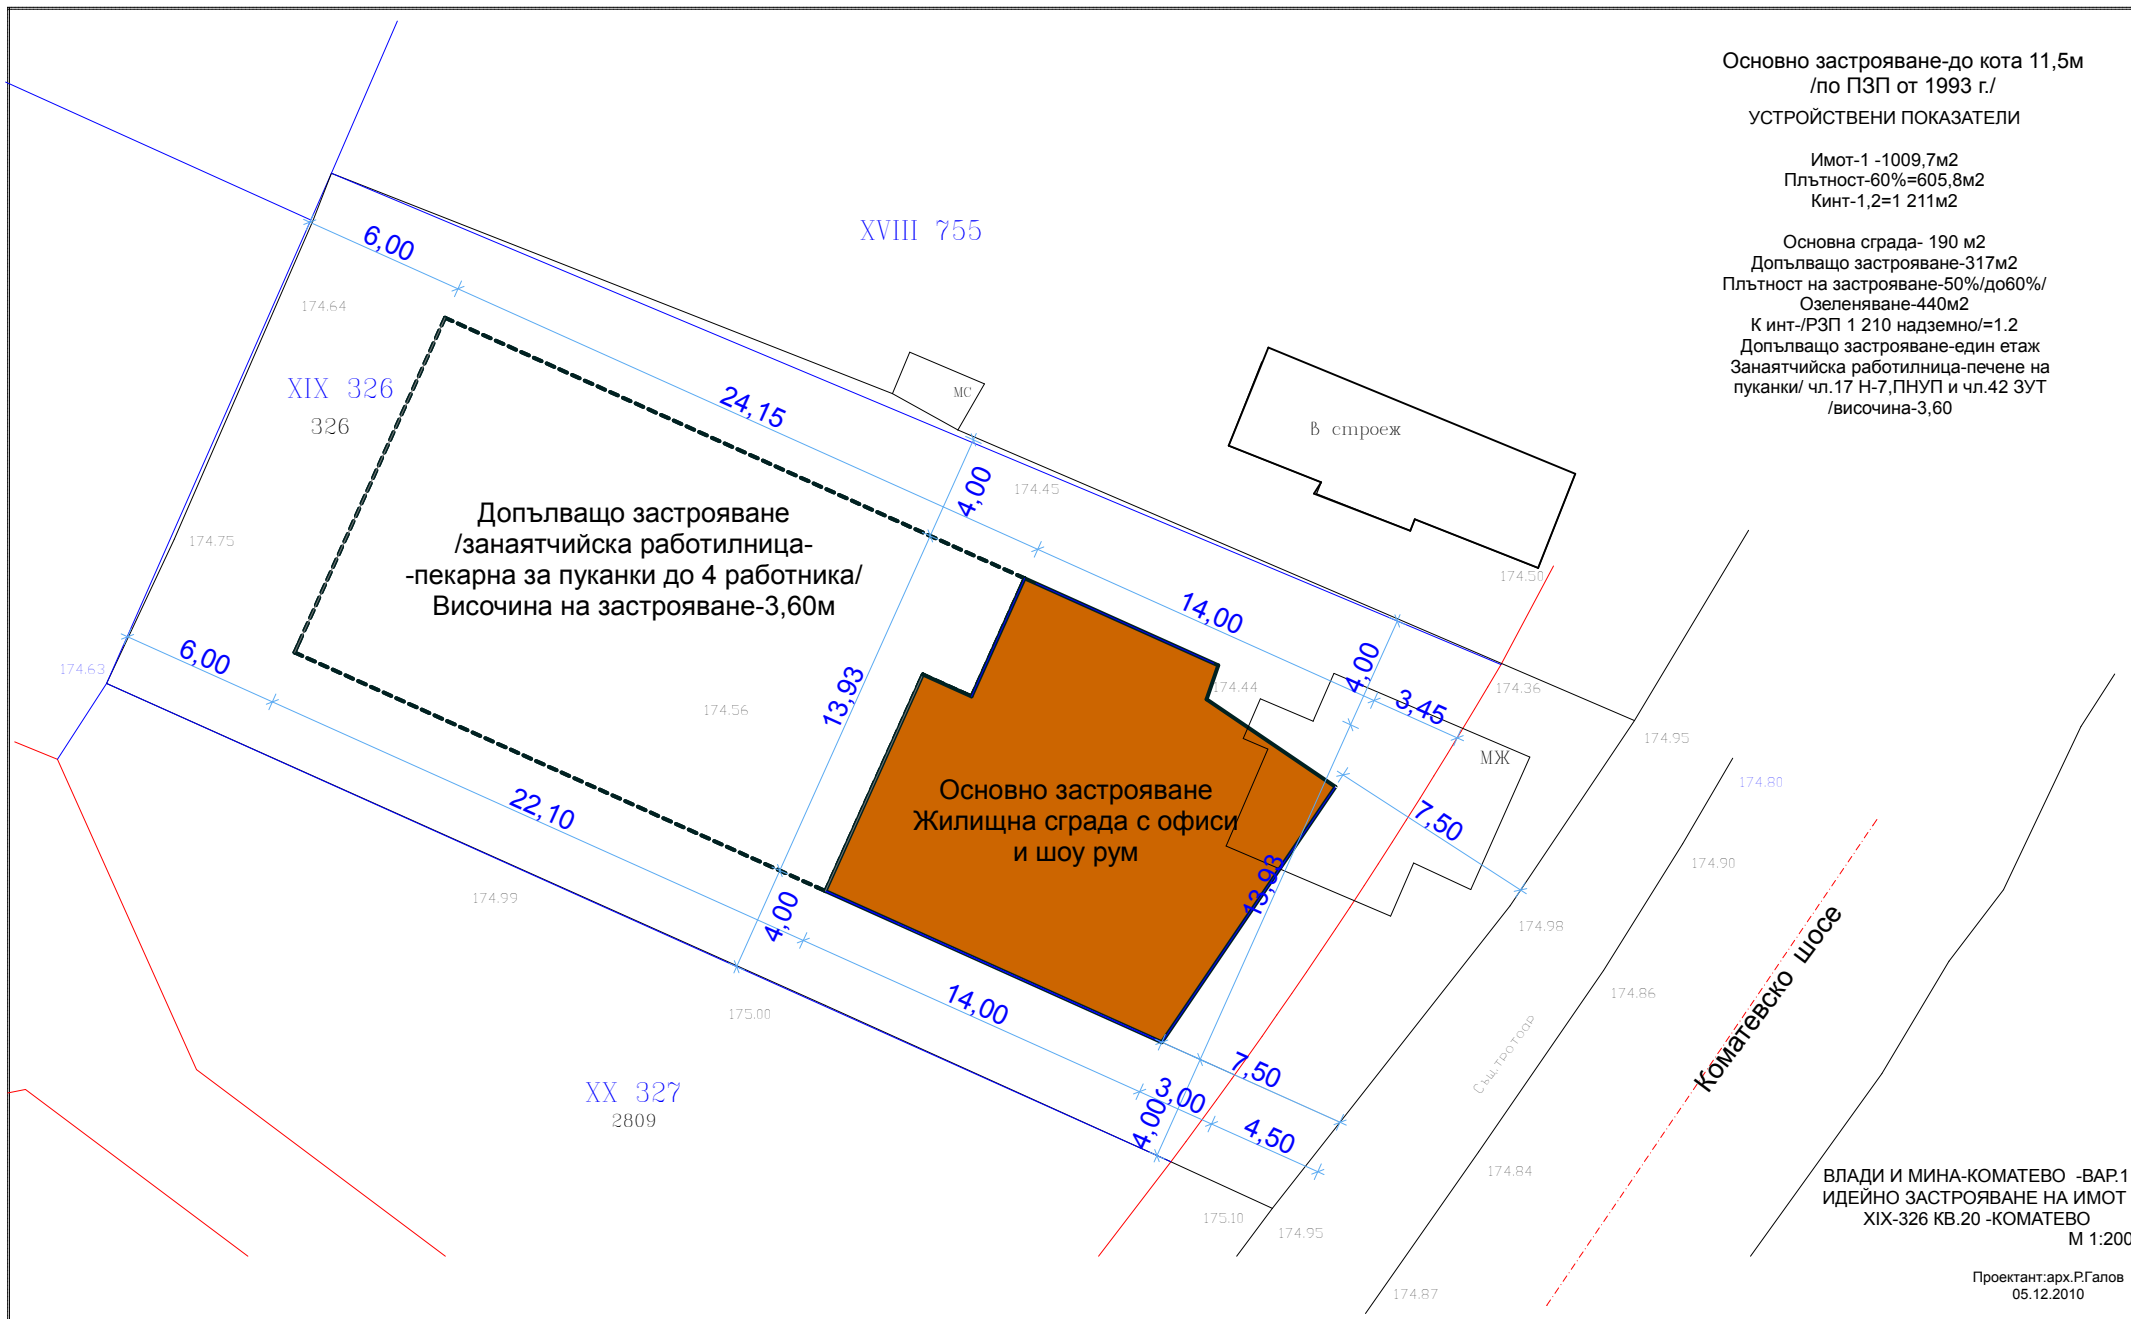 Основно застрояване-до кота 11,5м
/по ПЗП от 1993 г./
УСТРОЙСТВЕНИ ПОКАЗАТЕЛИ
Имот-1 -1009,7м2
Плътност-60%=605,8м2
Кинт-1,2=1 211м2
Основна сграда- 190 м2
Допълващо застрояване-317м2
Плътност на застрояване-50%/до60%/
Озеленяване-440м2
К инт-/РЗП 1 210 надземно/=1.2
Допълващо застрояване-един етаж
Занаятчийска работилница-печене на
пуканки/ чл.17 Н-7,ПНУП и чл.42 ЗУТ
/височина-3,60
XVIII 755
6,00
174.64
XIX 326
326
24,15
МС
В строеж
4,00
174.45
174.75
Допълващо застрояване
/занаятчийска работилница-
-пекарна за пуканки до 4 работника/
Височина на застрояване-3,60м
174.50
14,00
6,00
174.63
4,00
174.44
174.36
13,93
3,45
174.56
174.95
МЖ
174.80
22,10
Основно застрояване
Жилищна сграда с офиси
и шоу рум
7,50
174.90
13,93
174.99
4,00
174.98
Коматевско шосе
174.86
14,00
175.00
Същ.тротоар
7,50
XX 327
2809
3,00
4,00
4,50
174.84
175.10
174.95
174.87
ВЛАДИ И МИНА-КОМАТЕВО -ВАР.1
ИДЕЙНО ЗАСТРОЯВАНЕ НА ИМОТ
XIX-326 КВ.20 -КОМАТЕВО
М 1:200
Проектант:арх.Р.Галов
05.12.2010